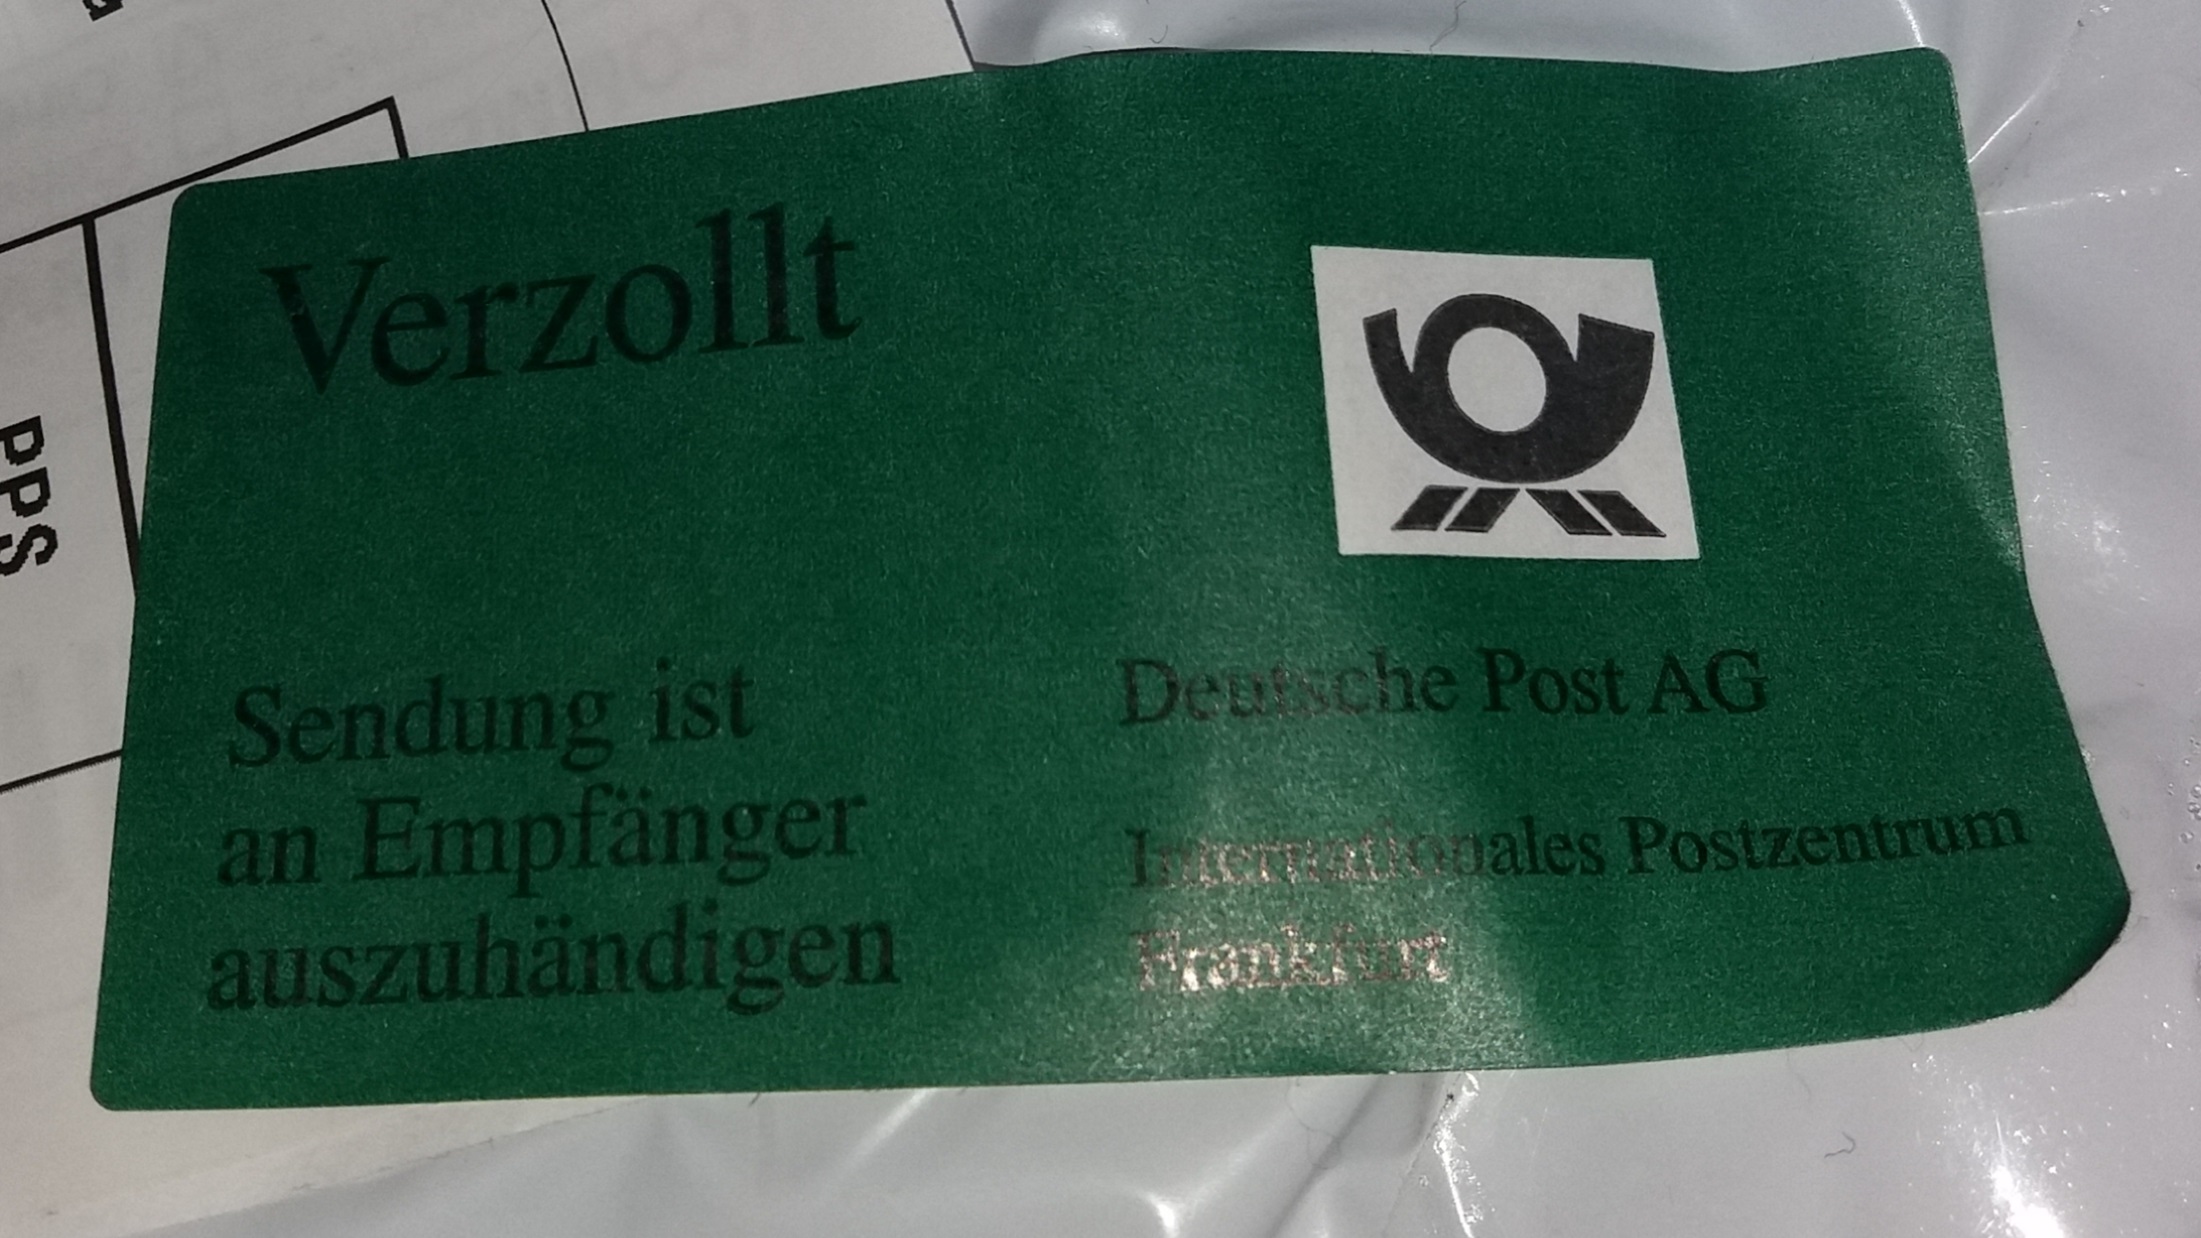 Verzollt
Sendung ist
an Empfänger
auszuhändigen
Deutsche Post AG
Internationales Postzentrum
Frankfurt
PPS